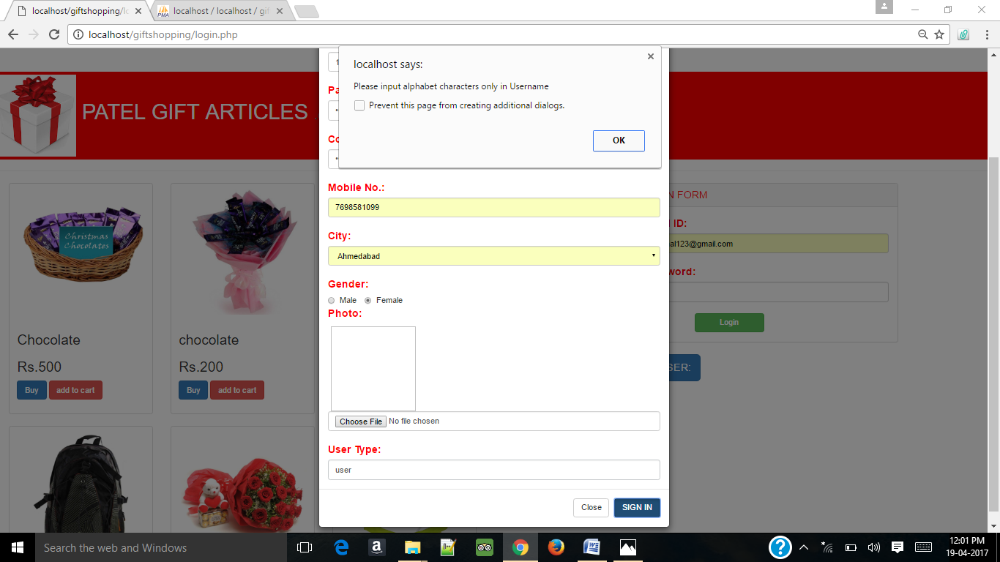 localhost/giftshopping/lo
localhost / localhost / gif
PMA
localhost/giftshopping/login.php
localhost says:
Please input alphabet characters only in Username
Prevent this page from creating additional dialogs.
OK
PATEL GIFT ARTICLES
1
Pa
Co
Mobile No.:
7698581099
City:
Ahmedabad
Gender:
Male Female
Photo:
Choose File No file chosen
User Type:
user
Close SIGN IN
N FORM
ID:
al123@gmail.com
word:
Login
SER:
Christmas
Chocolates
Chocolate
Rs.500
Buy add to cart
chocolate
Rs.200
Buy add to cart
Search the web and Windows
12:01 PM
19-04-2017